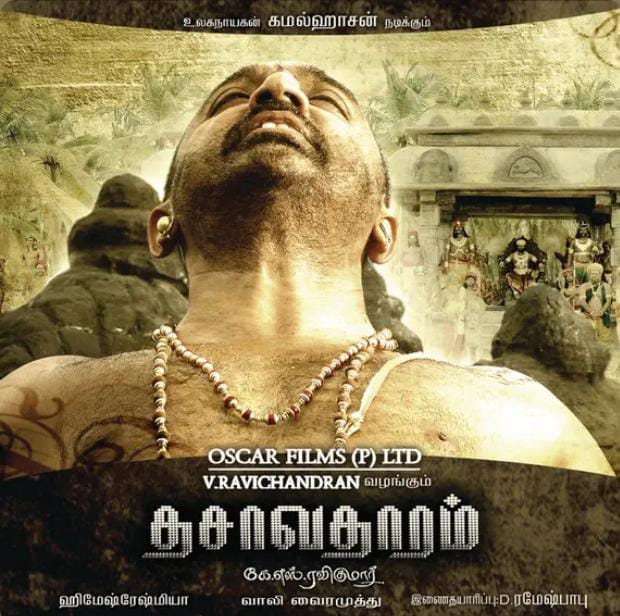 உலகநாயகன் கமல்ஹாசன் நடிக்கும்
OSCAR FILMS (P) LTD
V.RAVICHANDRAN வழங்கும்
தசாவதாரம்
கே.எஸ்.ரவிகுமார்
ஹிமேஷ்ரேஷ்மியா வாலி வைரமுத்து இணைதயாரிப்பு:D.ரமேஷ்பாபு